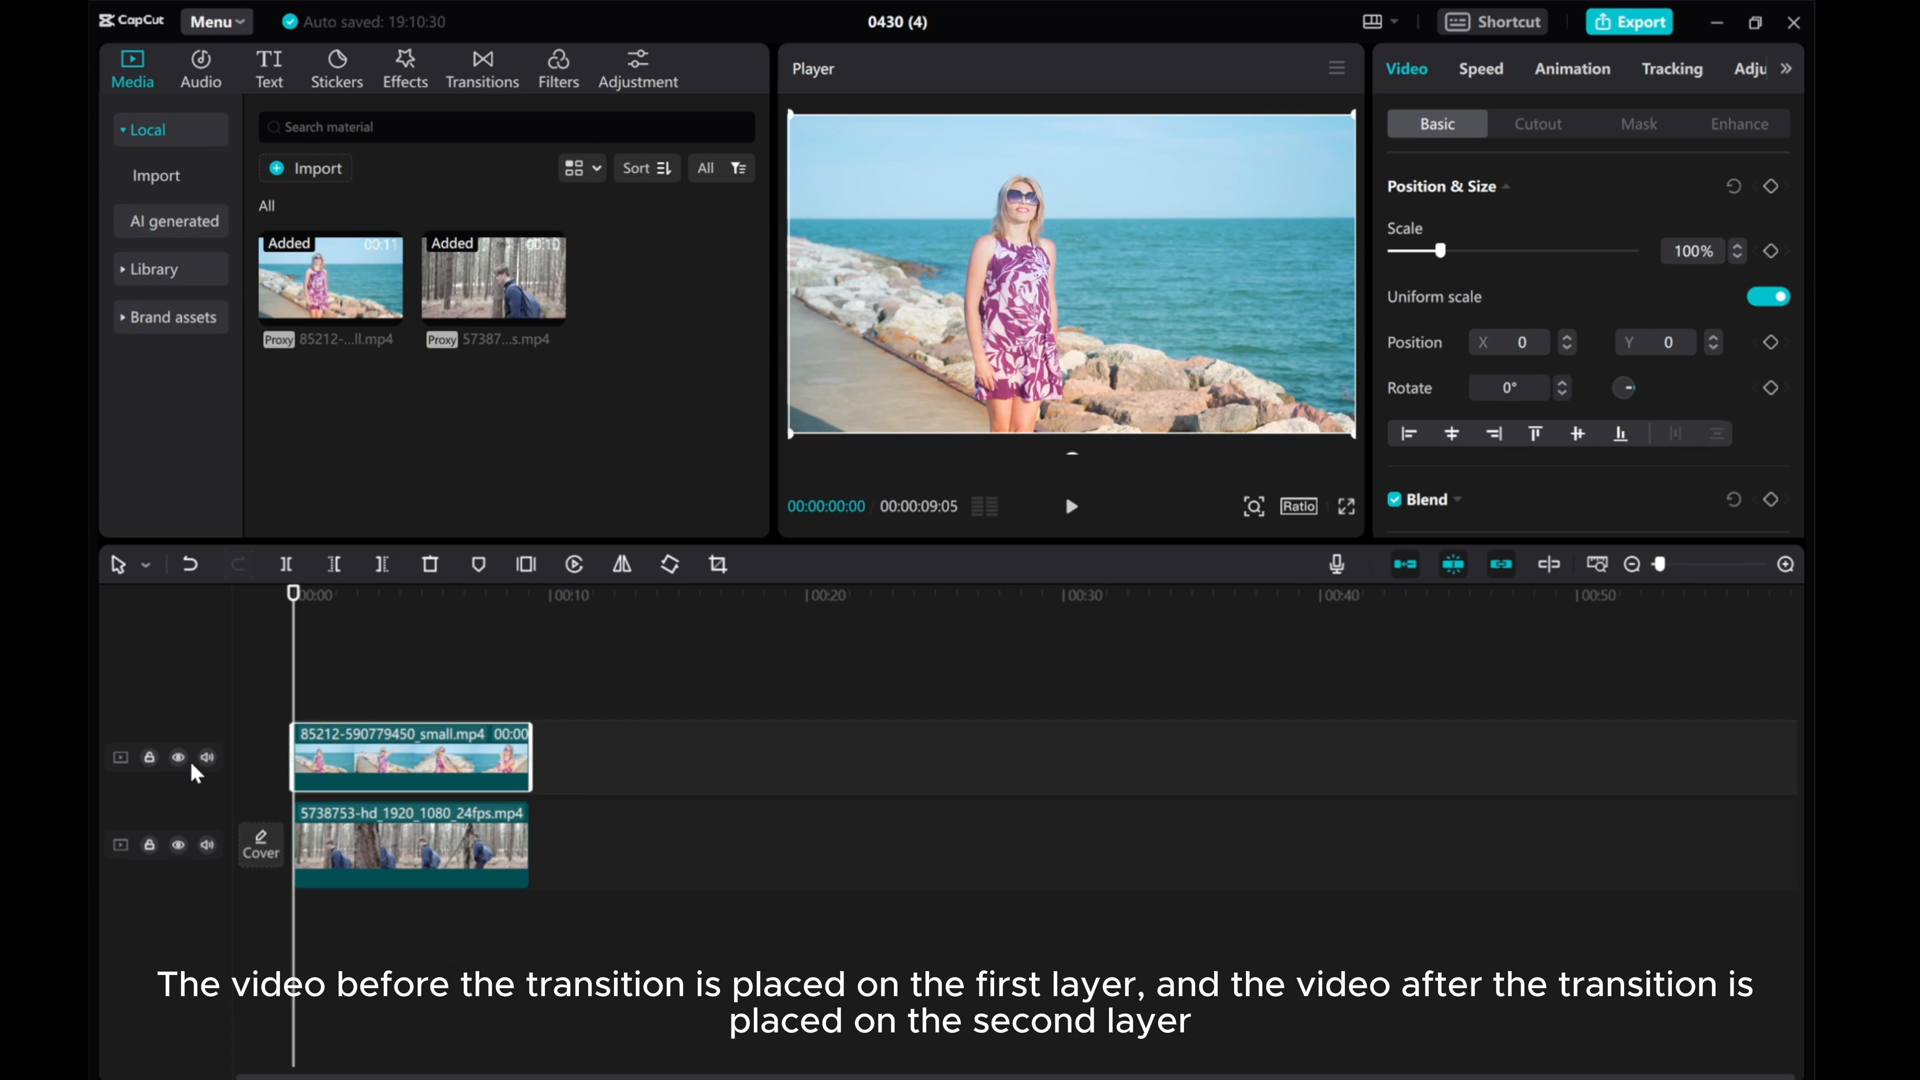 CapCut
Menu
Auto saved: 19:10:30
0430 (4)
Shortcut
Export
Media
Audio
TI
Text
Stickers
Effects
Transitions
Filters
Adjustment
Local
Import
AI generated
Library
Brand assets
Search material
Import
Sort
All
All
Added
00:11
Added
00:10
Proxy 85212-...ll.mp4
Proxy 57387...s.mp4
Player
00:00:00:00
00:00:09:05
Ratio
Video
Speed
Animation
Tracking
Adju
Basic
Cutout
Mask
Enhance
Position & Size
Scale
100%
Uniform scale
Position
X 0
Y 0
Rotate
0°
Blend
00:00
00:10
00:20
00:30
00:40
00:50
85212-590779450_small.mp4 00:00
5738753-hd_1920_1080_24fps.mp4
Cover
The video before the transition is placed on the first layer, and the video after the transition is
placed on the second layer